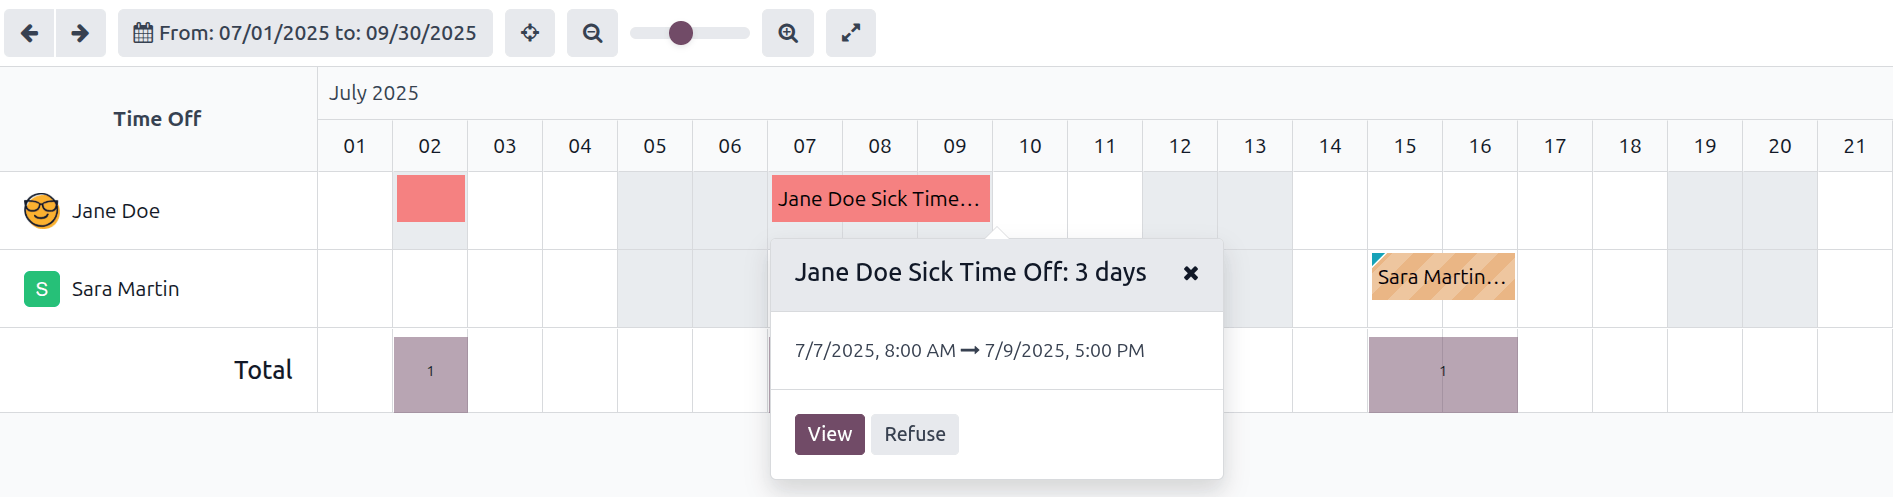 From: 07/01/2025 to: 09/30/2025
Time Off
July 2025
01 02 03 04 05 06 07 08 09 10 11 12 13 14 15 16 17 18 19 20 21
Jane Doe
Jane Doe Sick Time...
S Sara Martin
Sara Martin...
Jane Doe Sick Time Off: 3 days
7/7/2025, 8:00 AM → 7/9/2025, 5:00 PM
Total
1
1
View Refuse